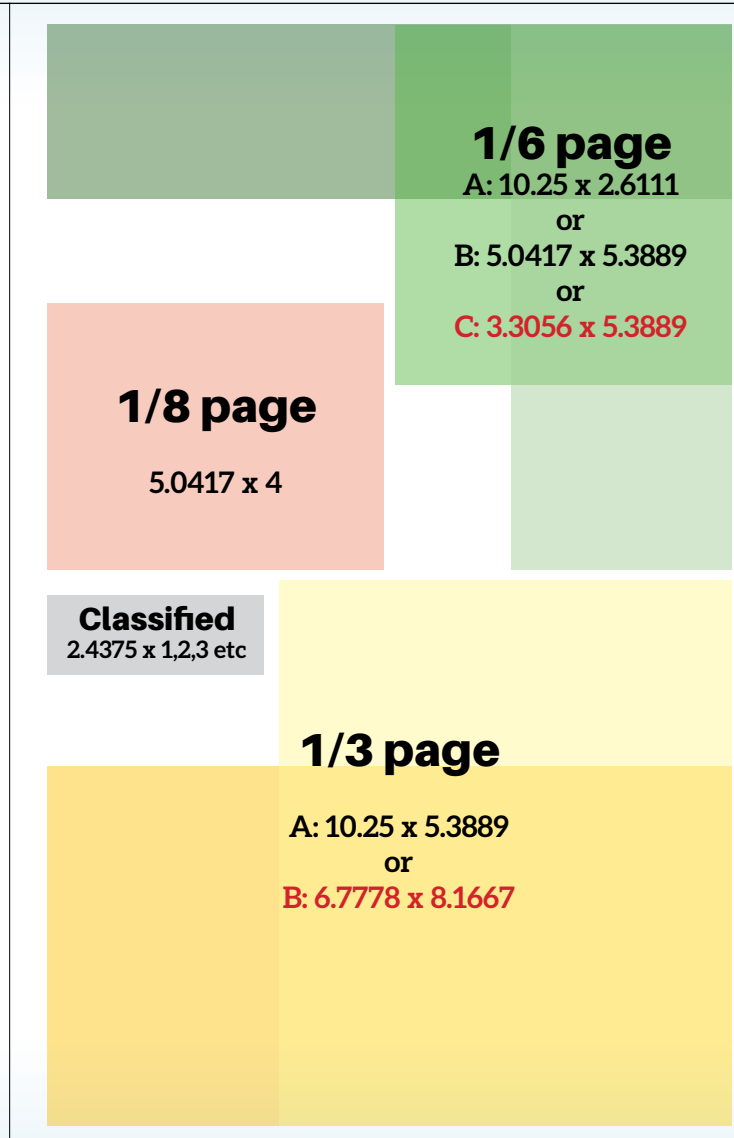 1/6 page
A: 10.25 x 2.6111
or
B: 5.0417 x 5.3889
or
C: 3.3056 x 5.3889
1/8 page
5.0417 x 4
Classified
2.4375 x 1,2,3 etc
1/3 page
A: 10.25 x 5.3889
or
B: 6.7778 x 8.1667